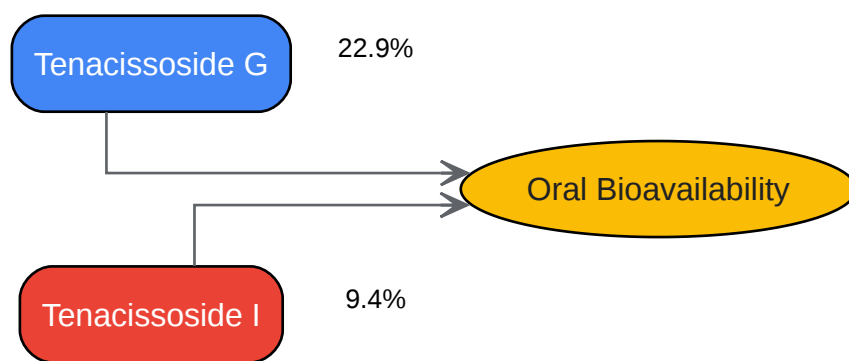 Tenacissoside G
22.9%
Oral Bioavailability
Tenacissoside I
9.4%